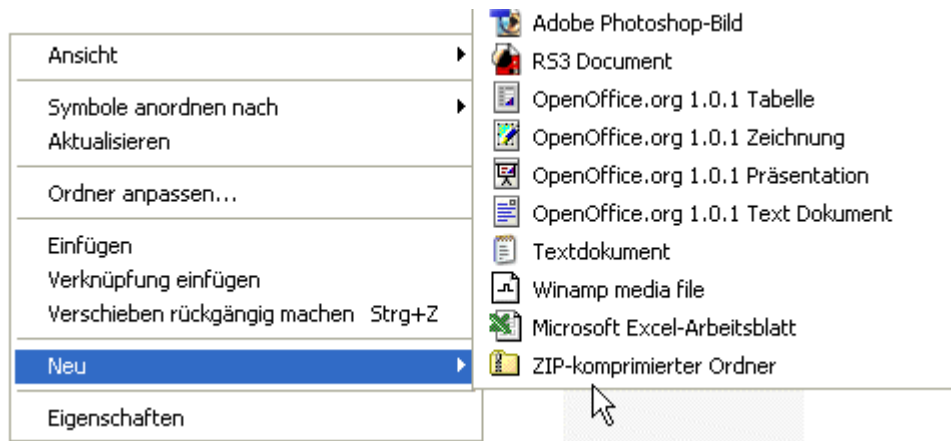 Ansicht
Symbole anordnen nach
Aktualisieren
Ordner anpassen...
Einfügen
Verknüpfung einfügen
Verschieben rückgängig machen Strg+Z
Neu
Eigenschaften
Adobe Photoshop-Bild
RS3 Document
OpenOffice.org 1.0.1 Tabelle
OpenOffice.org 1.0.1 Zeichnung
OpenOffice.org 1.0.1 Präsentation
OpenOffice.org 1.0.1 Text Dokument
Textdokument
Winamp media file
Microsoft Excel-Arbeitsblatt
ZIP-komprimierter Ordner